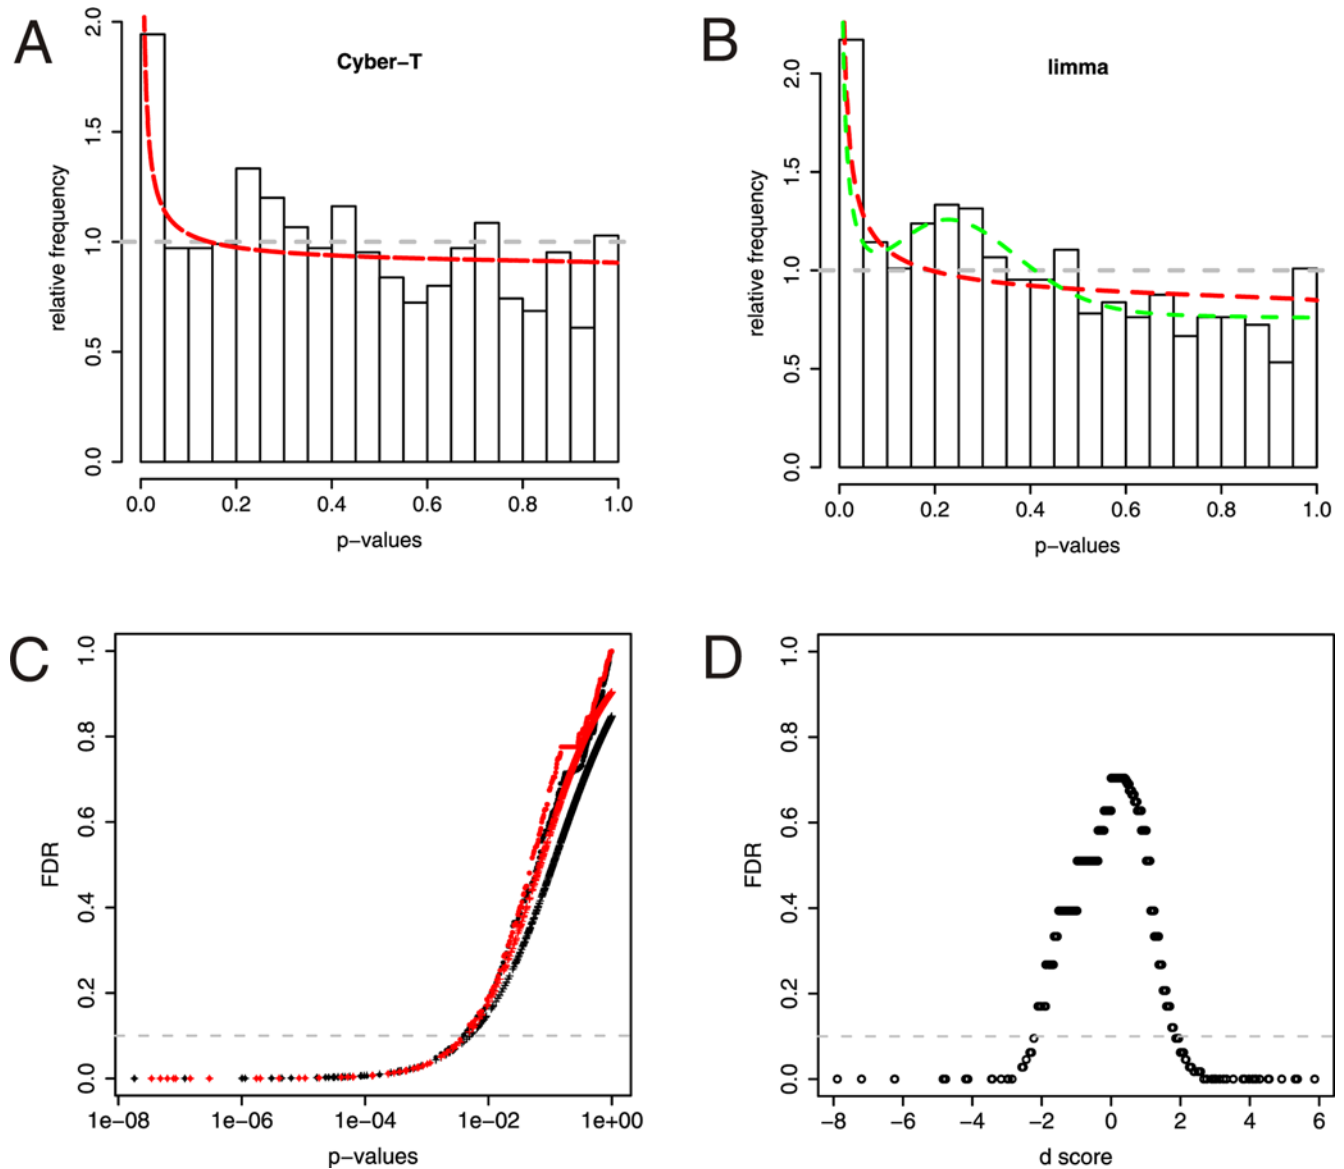 A
Cyber-T
relative frequency
0.0 0.5 1.0 1.5 2.0
0.0 0.2 0.4 0.6 0.8 1.0
p-values
B
limma
relative frequency
0.0 0.5 1.0 1.5 2.0
0.0 0.2 0.4 0.6 0.8 1.0
p-values
C
FDR
0.0 0.2 0.4 0.6 0.8 1.0
1e-08 1e-06 1e-04 1e-02 1e+00
p-values
D
FDR
0.0 0.2 0.4 0.6 0.8 1.0
-8 -6 -4 -2 0 2 4 6
d score